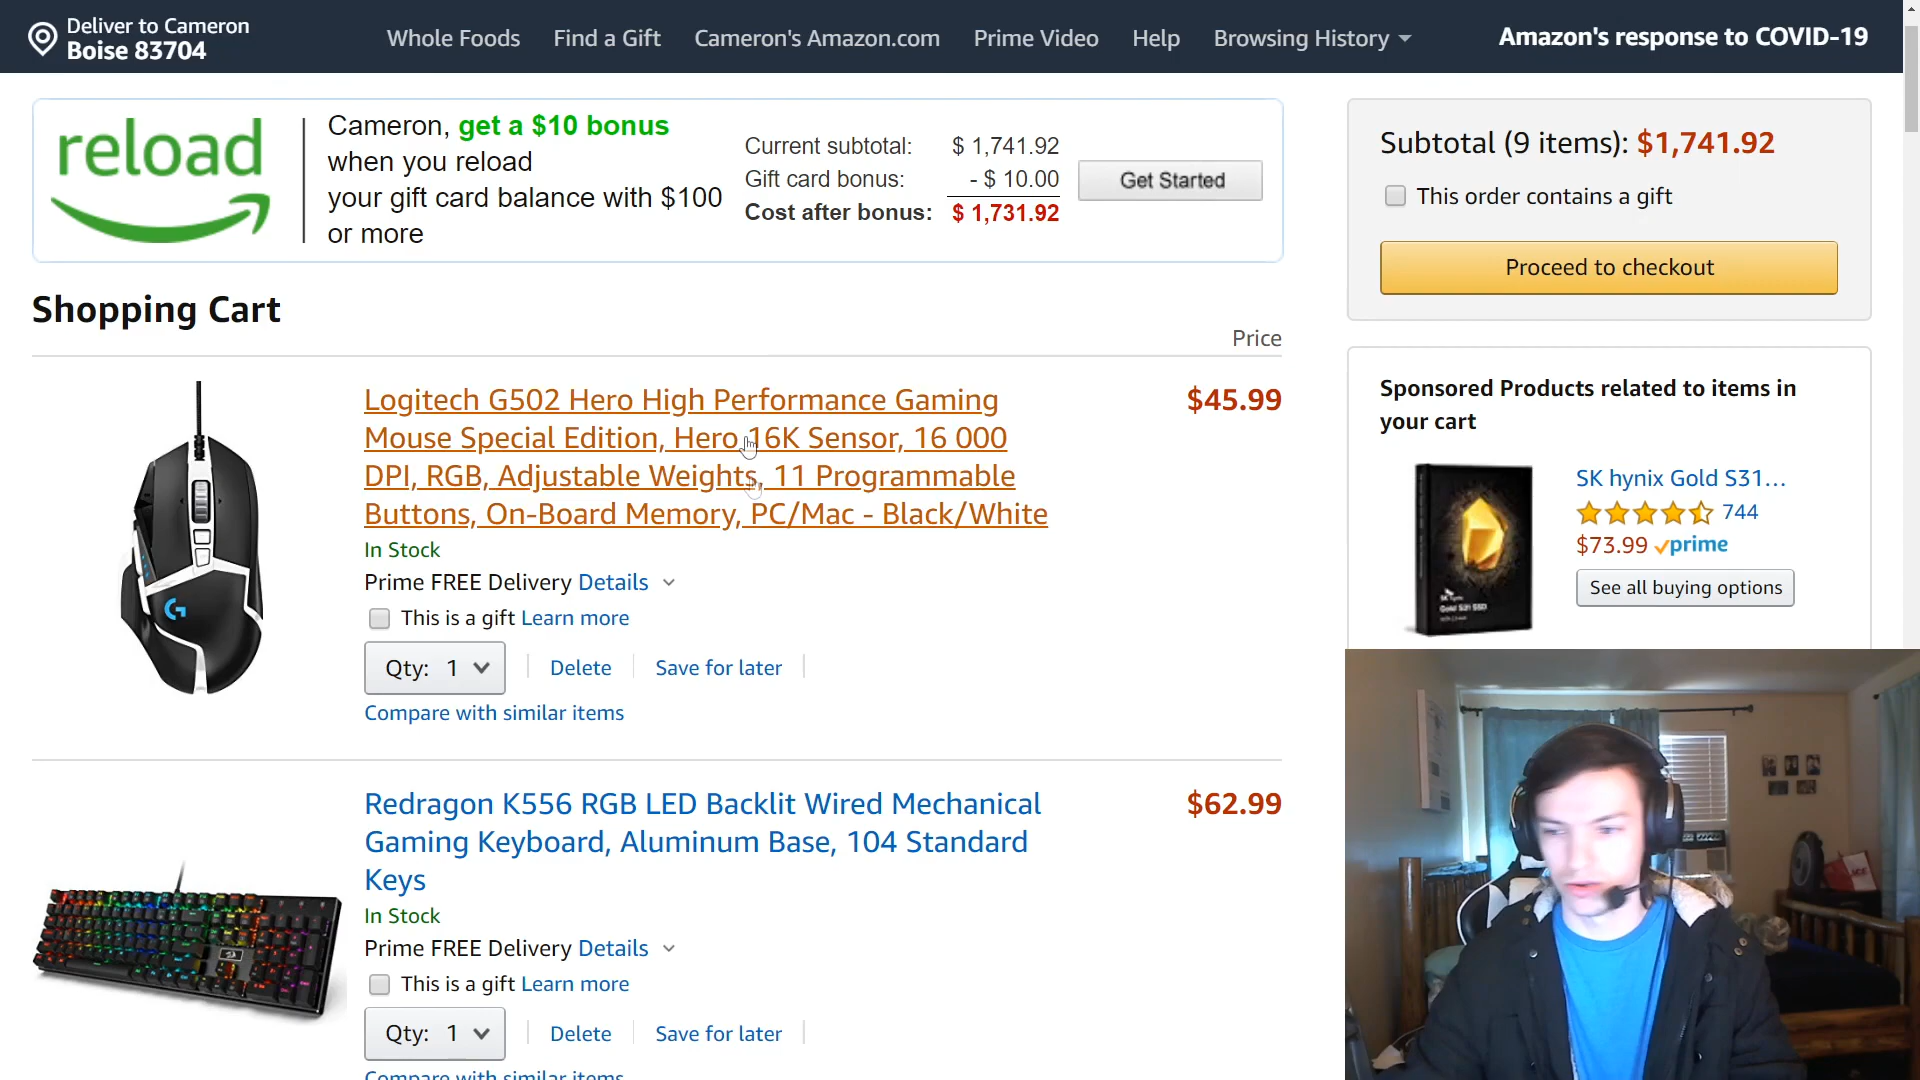 Deliver to Cameron
Boise 83704
Whole Foods Find a Gift Cameron's Amazon.com Prime Video Help Browsing History
Amazon's response to COVID-19
reload
Cameron, get a $10 bonus
when you reload
your gift card balance with $100
or more
Current subtotal: $ 1,741.92
Gift card bonus: - $ 10.00
Cost after bonus: $ 1,731.92
Get Started
Subtotal (9 items): $1,741.92
This order contains a gift
Proceed to checkout
Shopping Cart
Price
Logitech G502 Hero High Performance Gaming
Mouse Special Edition, Hero 16K Sensor, 16 000
DPI, RGB, Adjustable Weights, 11 Programmable
Buttons, On-Board Memory, PC/Mac - Black/White
$45.99
In Stock
Prime FREE Delivery Details
This is a gift Learn more
Qty: 1 Delete Save for later
Compare with similar items
Redragon K556 RGB LED Backlit Wired Mechanical
Gaming Keyboard, Aluminum Base, 104 Standard
Keys
$62.99
In Stock
Prime FREE Delivery Details
This is a gift Learn more
Qty: 1 Delete Save for later
Compare with similar items
Sponsored Products related to items in
your cart
SK hynix Gold S31...
744
$73.99 prime
See all buying options
SK hynix
Gold S31 SSD